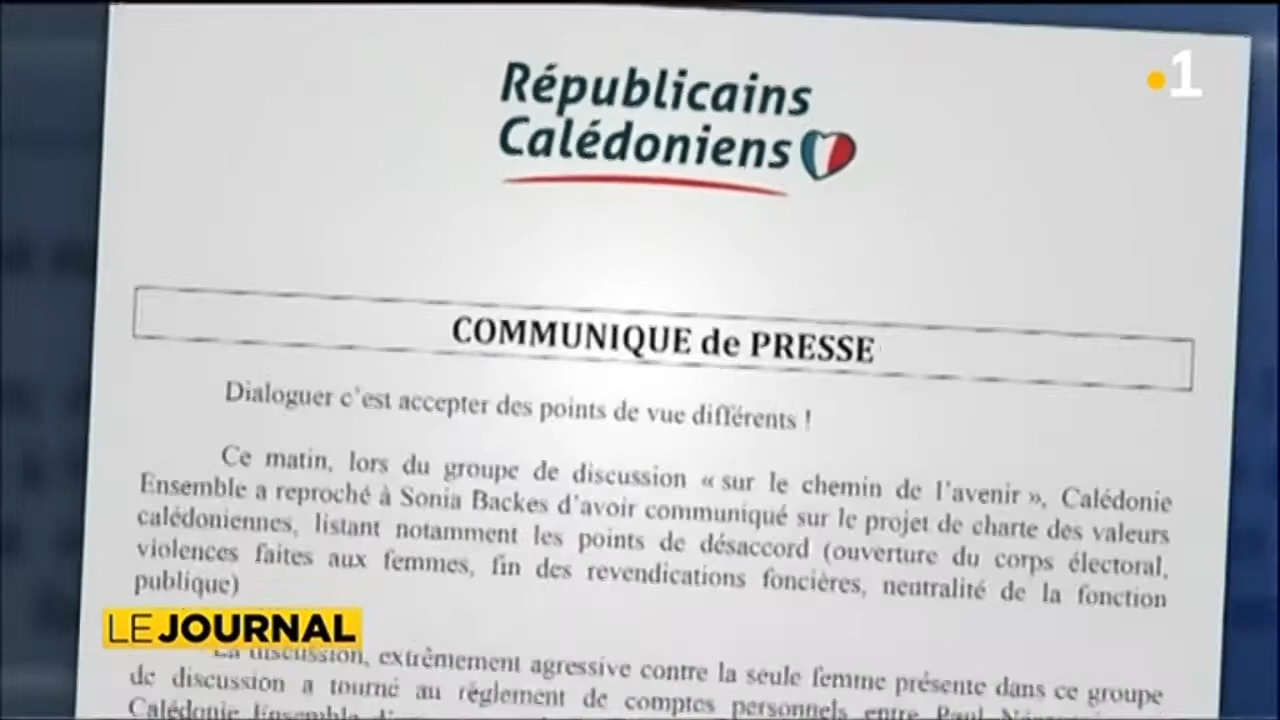 Républicains
Calédoniens
1
COMMUNIQUE de PRESSE
Dialoguer c'est accepter des points de vue différents !
Ce matin, lors du groupe de discussion « sur le chemin de l'avenir », Calédonie
Ensemble a reproché à Sonia Backes d'avoir communiqué sur le projet de charte des valeurs
calédoniennes, listant notamment les points de désaccord (ouverture du corps électoral,
violences faites aux femmes, fin des revendications foncières, neutralité de la fonction
publique)
LE JOURNAL
La discussion, extrêmement agressive contre la seule femme présente dans ce groupe
de discussion a tourné au règlement de comptes personnels entre Paul
Calédonie Ensemble